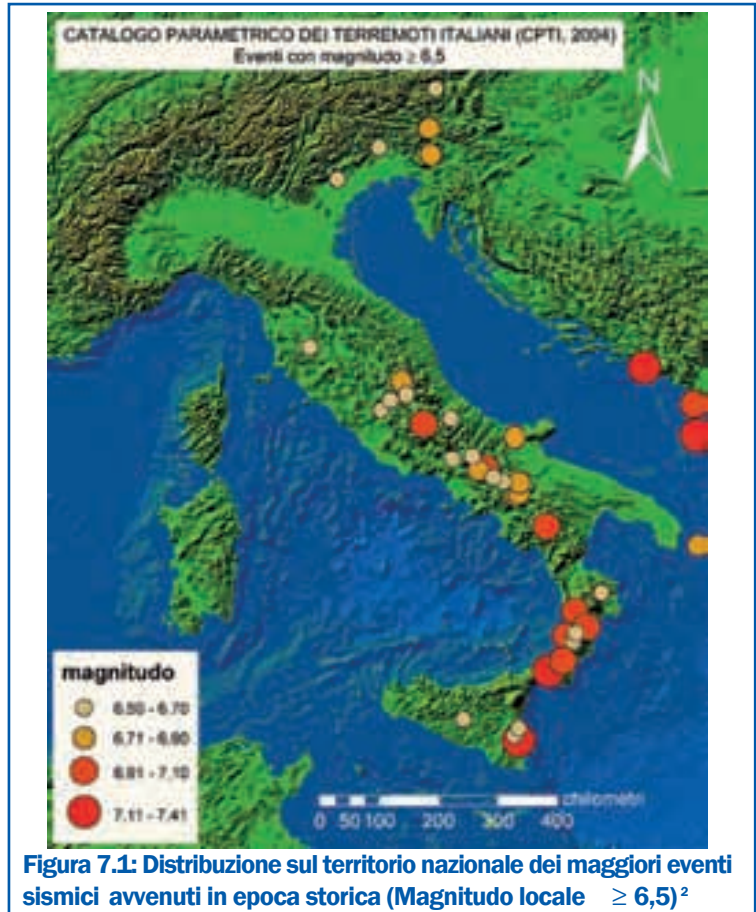 CATALOGO PARAMETRICO DEI TERREMOTI ITALIANI (CPTI, 2004)
Eventi con magnitudo ≥ 6,5
N
magnitudo
6.50 - 6.70
6.71 - 6.90
6.91 - 7.10
7.11 - 7.41
chilometri
0 50 100 200 300 400
Figura 7.1: Distribuzione sul territorio nazionale dei maggiori eventi
sismici avvenuti in epoca storica (Magnitudo locale ≥ 6,5)²